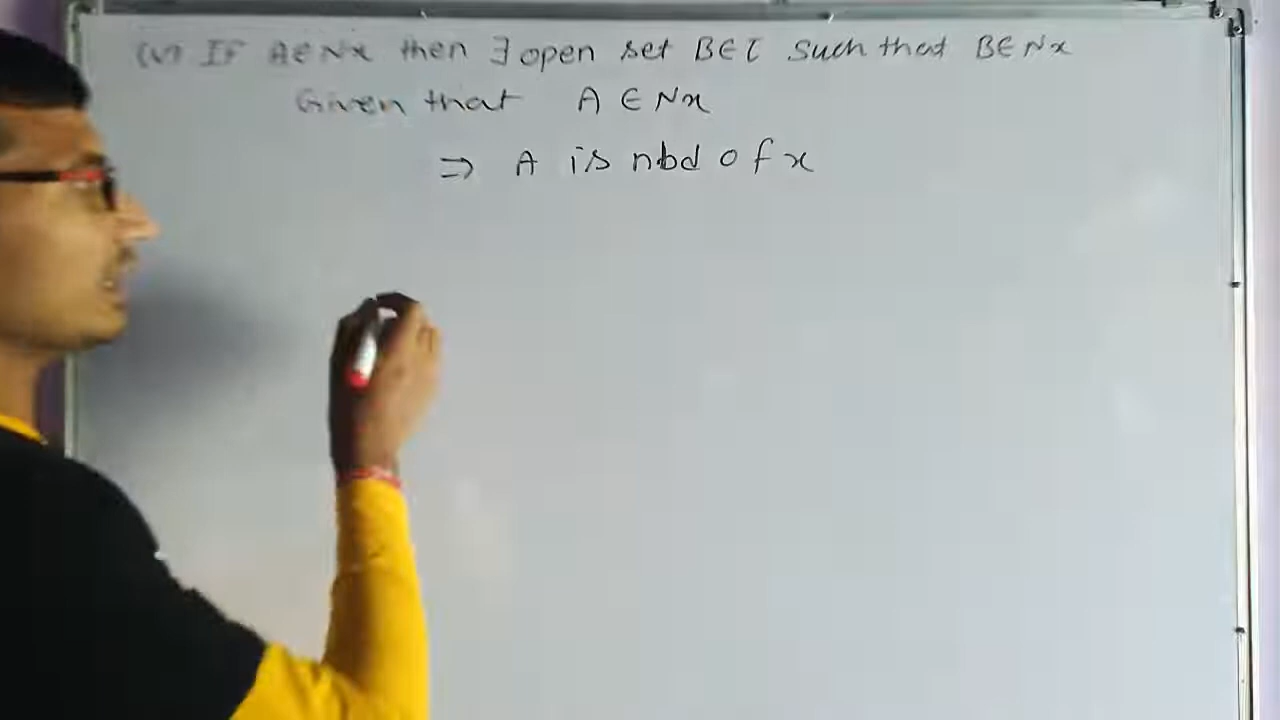 (v) IF A∈Nx then ∃ open set B∈τ such that B∈Nx
Given that A ∈ Nx
⇒ A is nbd of x